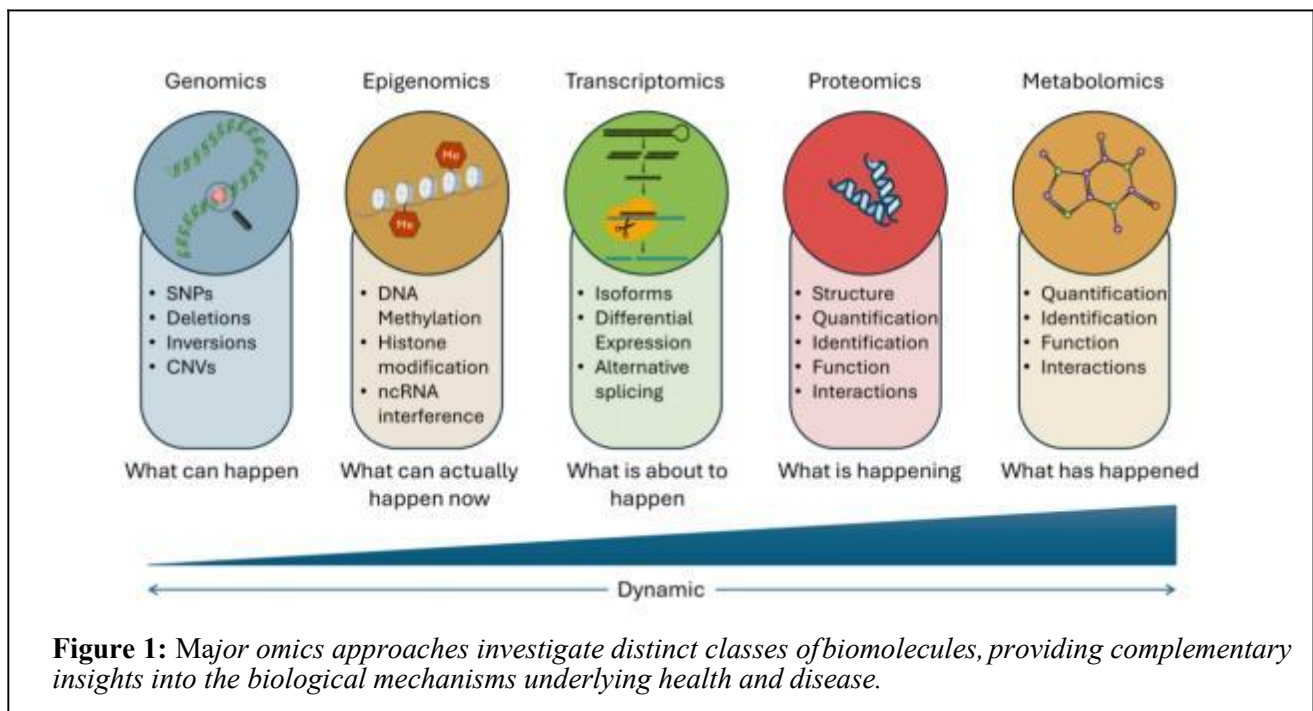 Genomics
Epigenomics
Transcriptomics
Proteomics
Metabolomics
Me
Me
• SNPs
• Deletions
• Inversions
• CNVs
• DNA
Methylation
• Histone
modification
• ncRNA
interference
• Isoforms
• Differential
Expression
• Alternative
splicing
• Structure
• Quantification
• Identification
• Function
• Interactions
• Quantification
• Identification
• Function
• Interactions
What can happen
What can actually
happen now
What is about to
happen
What is happening
What has happened
Dynamic
Figure 1: Major omics approaches investigate distinct classes of biomolecules, providing complementary
insights into the biological mechanisms underlying health and disease.